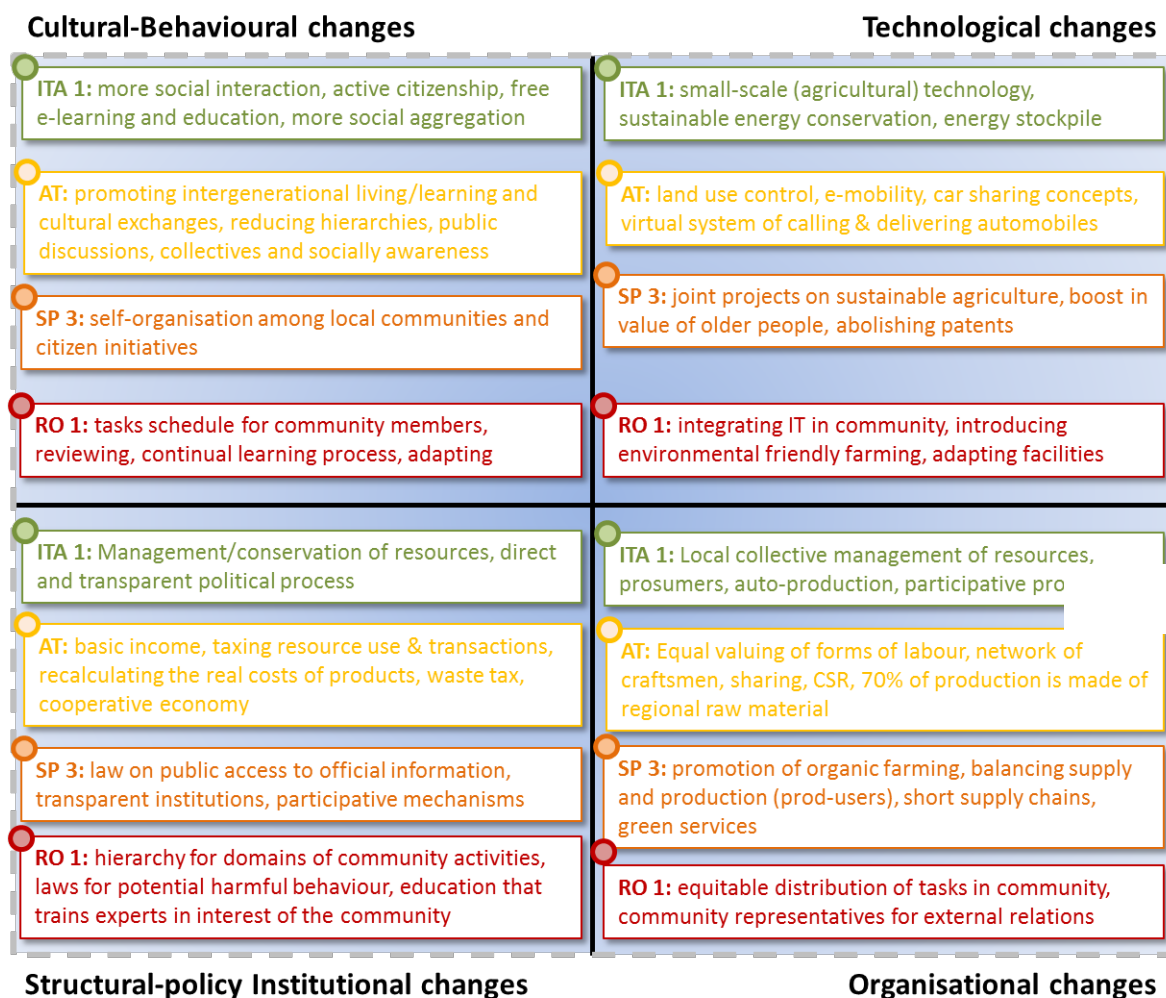 Cultural-Behavioural changes
Technological changes
ITA 1: more social interaction, active citizenship, free
e-learning and education, more social aggregation
AT: promoting intergenerational living/learning and
cultural exchanges, reducing hierarchies, public
discussions, collectives and socially awareness
SP 3: self-organisation among local communities and
citizen initiatives
RO 1: tasks schedule for community members,
reviewing, continual learning process, adapting
ITA 1: small-scale (agricultural) technology,
sustainable energy conservation, energy stockpile
AT: land use control, e-mobility, car sharing concepts,
virtual system of calling & delivering automobiles
SP 3: joint projects on sustainable agriculture, boost in
value of older people, abolishing patents
RO 1: integrating IT in community, introducing
environmental friendly farming, adapting facilities
ITA 1: Management/conservation of resources, direct
and transparent political process
AT: basic income, taxing resource use & transactions,
recalculating the real costs of products, waste tax,
cooperative economy
SP 3: law on public access to official information,
transparent institutions, participative mechanisms
RO 1: hierarchy for domains of community activities,
laws for potential harmful behaviour, education that
trains experts in interest of the community
ITA 1: Local collective management of resources,
prosumers, auto-production, participative pro
AT: Equal valuing of forms of labour, network of
craftsmen, sharing, CSR, 70% of production is made of
regional raw material
SP 3: promotion of organic farming, balancing supply
and production (prod-users), short supply chains,
green services
RO 1: equitable distribution of tasks in community,
community representatives for external relations
Structural-policy Institutional changes
Organisational changes